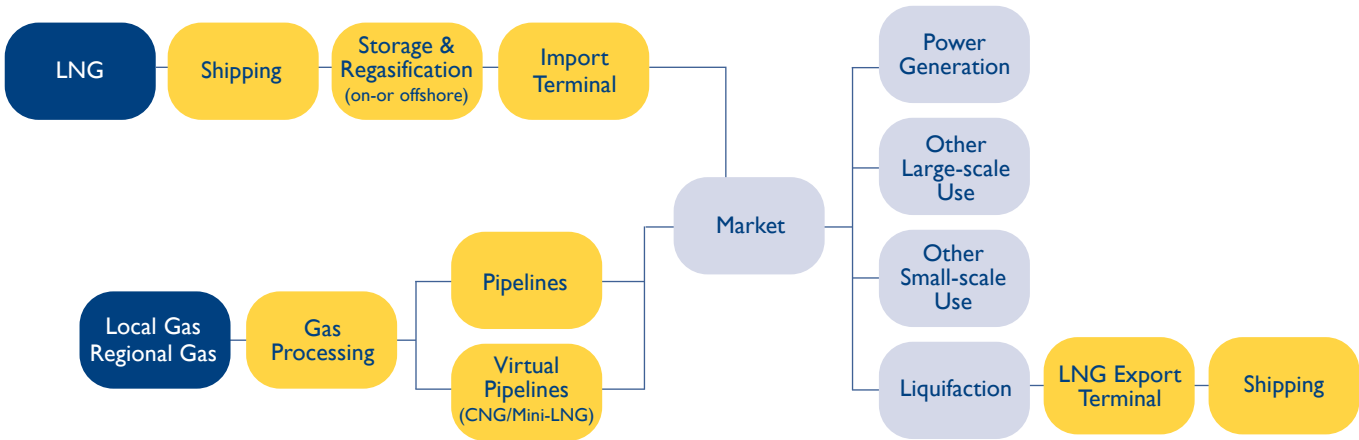 LNG
Shipping
Storage &
Regasification
(on-or offshore)
Import
Terminal
Local Gas
Regional Gas
Gas
Processing
Pipelines
Virtual
Pipelines
(CNG/Mini-LNG)
Market
Power
Generation
Other
Large-scale
Use
Other
Small-scale
Use
Liquifaction
LNG Export
Terminal
Shipping